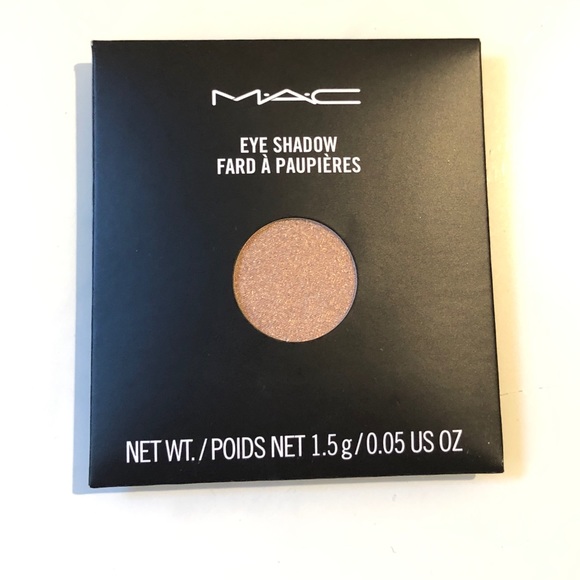 M·A·C
EYE SHADOW
FARD À PAUPIÈRES
NET WT./POIDS NET 1.5 g/0.05 US OZ